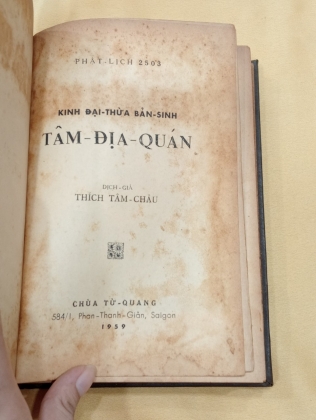 PHẬT-LỊCH 2503
KINH ĐẠI-THỪA BẢN-SINH
TÂM-ĐỊA-QUÁN
DỊCH-GIẢ
THÍCH TÂM-CHÂU
CHÙA TỪ-QUANG
584/1, Phan-Thanh-Giản, Saigon
1959